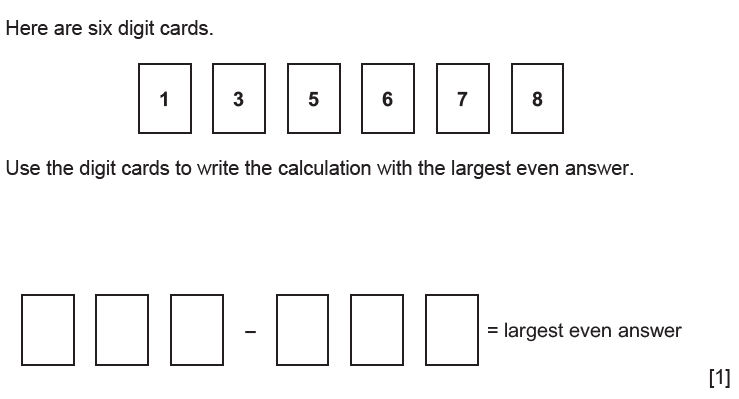 Here are six digit cards.
1 3 5 6 7 8
Use the digit cards to write the calculation with the largest even answer.
– = largest even answer
[1]